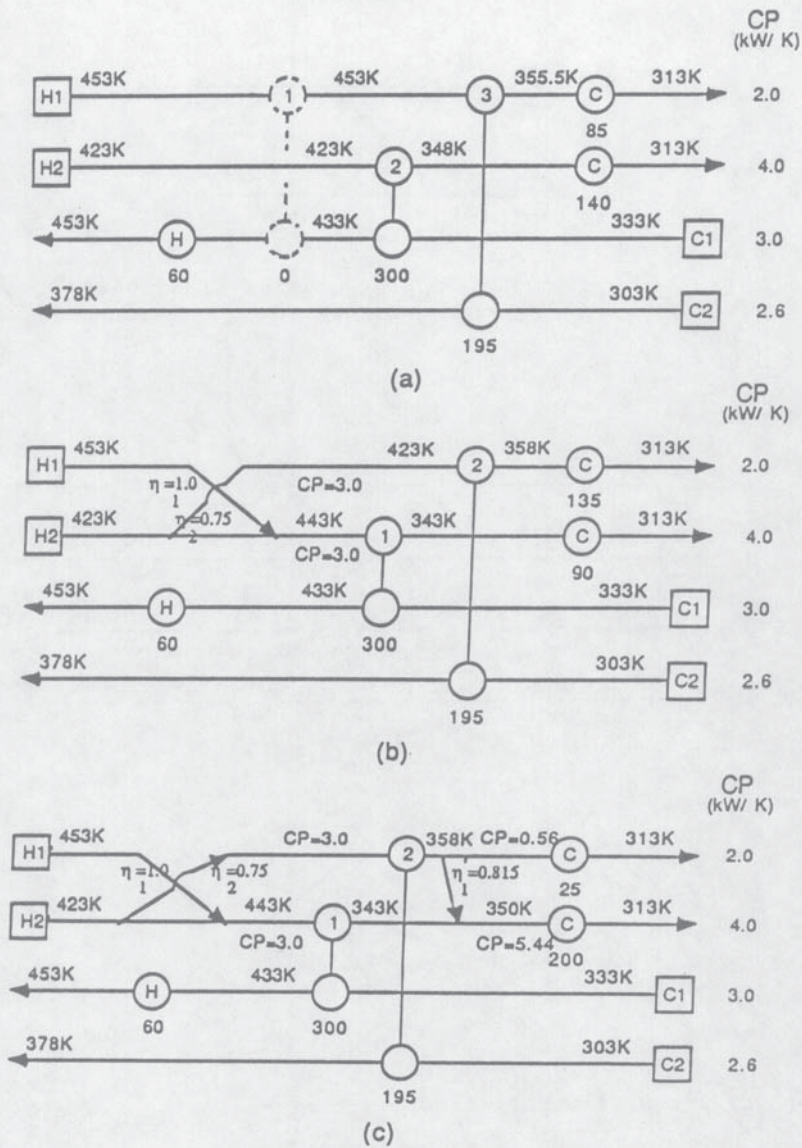 CP
(kW/ K)
H1 453K 1 453K 3 355.5K C 313K 2.0
85
H2 423K 423K 2 348K C 313K 4.0
140
453K H 433K 333K C1 3.0
60 0 300
378K 303K C2 2.6
195
(a)
CP
(kW/ K)
H1 453K 423K 2 358K C 313K 2.0
η=1.0
1
CP=3.0
135
H2 423K η=0.75
2
443K 1 343K C 313K 4.0
CP=3.0
90
453K H 433K 333K C1 3.0
60 300
378K 303K C2 2.6
195
(b)
CP
(kW/ K)
H1 453K CP=3.0 2 358K CP=0.56 C 313K 2.0
η=1.0
1
η=0.75
2
η'=0.815
1
25
H2 423K 443K 1 343K 350K C 313K 4.0
CP=3.0 CP=5.44
200
453K H 433K 333K C1 3.0
60 300
378K 303K C2 2.6
195
(c)